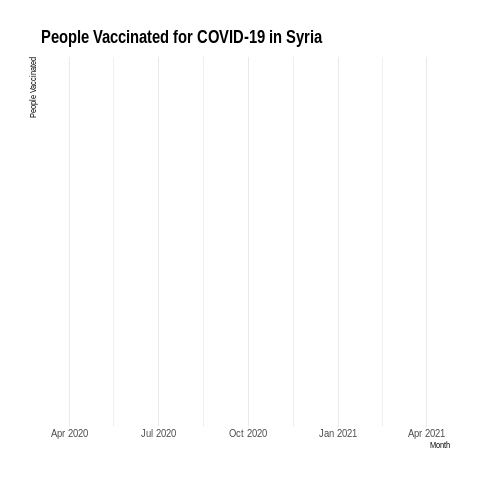 People Vaccinated for COVID-19 in Syria
People Vaccinated
Apr 2020
Jul 2020
Oct 2020
Jan 2021
Apr 2021
Month